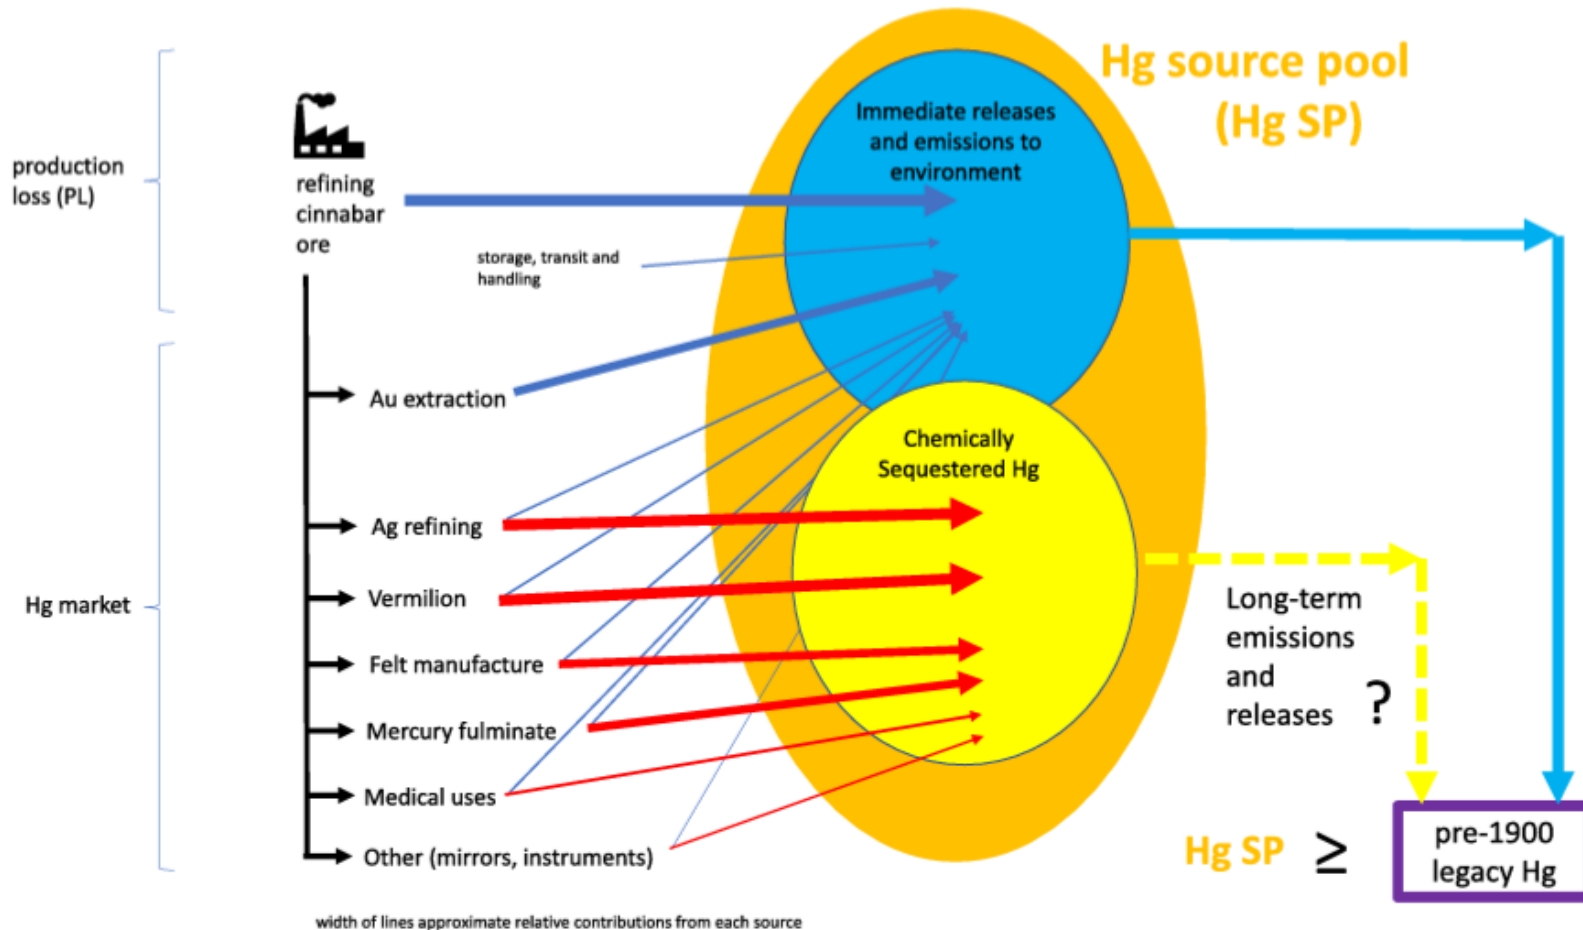 Hg source pool
(Hg SP)
Immediate releases
and emissions to
environment
production
loss (PL)
refining
cinnabar
ore
storage, transit and
handling
Au extraction
Chemically
Sequestered Hg
Ag refining
Vermilion
Hg market
Felt manufacture
Mercury fulminate
Medical uses
Other (mirrors, instruments)
Long-term
emissions
and
releases ?
Hg SP ≥
pre-1900
legacy Hg
width of lines approximate relative contributions from each source